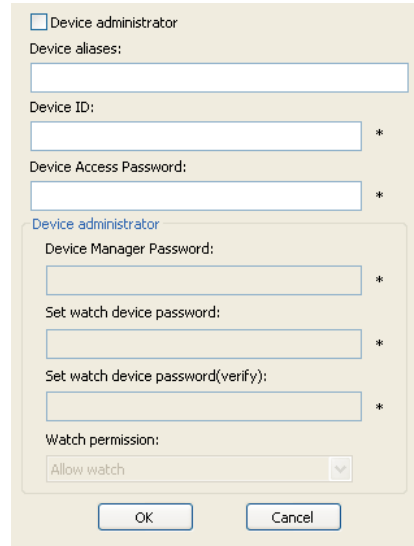 Device administrator
Device aliases:
Device ID:
*
Device Access Password:
*
Device administrator
Device Manager Password:
*
Set watch device password:
*
Set watch device password(verify):
*
Watch permission:
Allow watch
OK Cancel